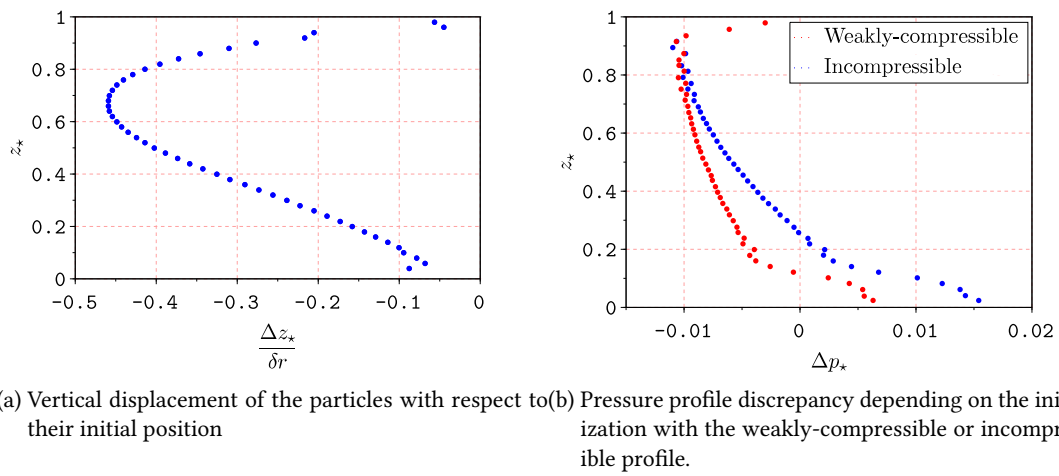 1
0.8
0.6
0.4
0.2
0
z⋆
-0.5
-0.4
-0.3
-0.2
-0.1
0
Δz⋆
δr
1
0.8
0.6
0.4
0.2
0
z⋆
Weakly-compressible
Incompressible
-0.01
0
0.01
0.02
Δp⋆
(a) Vertical displacement of the particles with respect to
their initial position
(b) Pressure profile discrepancy depending on the ini
ization with the weakly-compressible or incompr
ible profile.